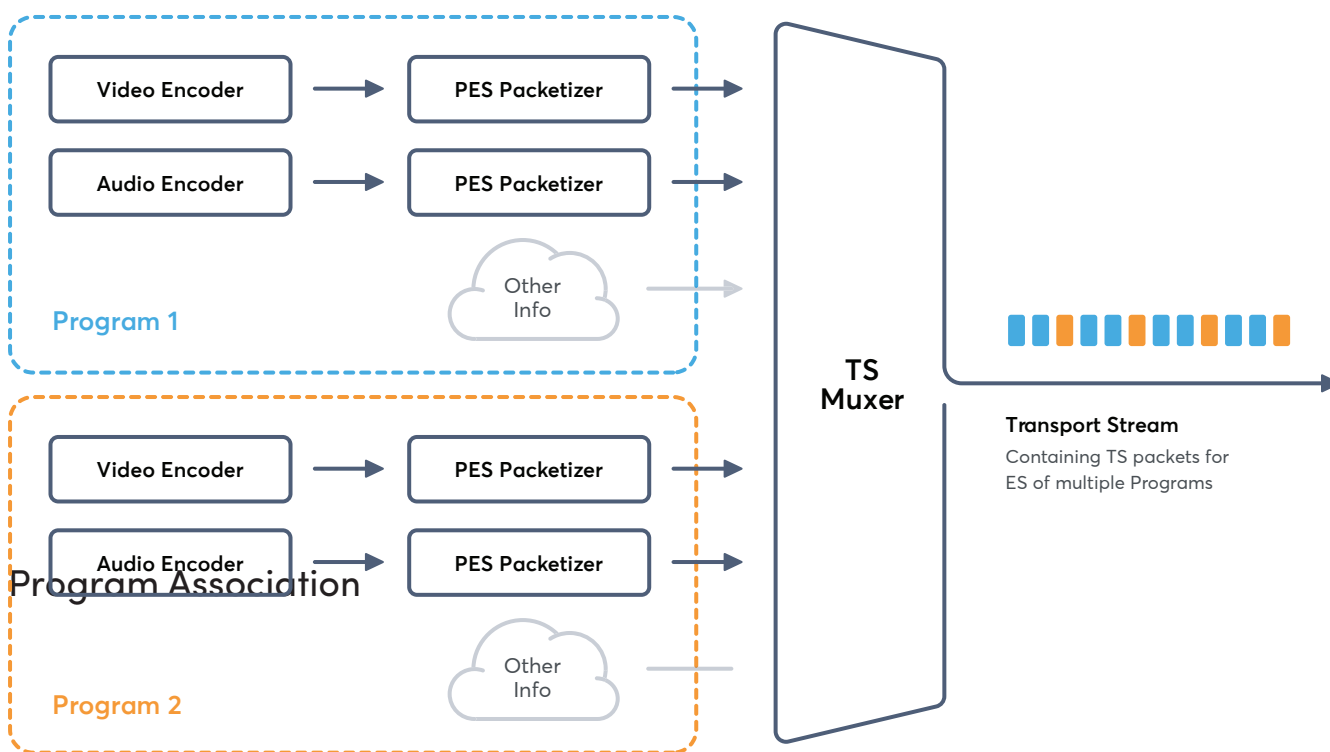 Video Encoder
PES Packetizer
Audio Encoder
PES Packetizer
Other
Info
Program 1
TS
Muxer
Transport Stream
Containing TS packets for
ES of multiple Programs
Video Encoder
PES Packetizer
Audio Encoder
PES Packetizer
Program Association
Other
Info
Program 2